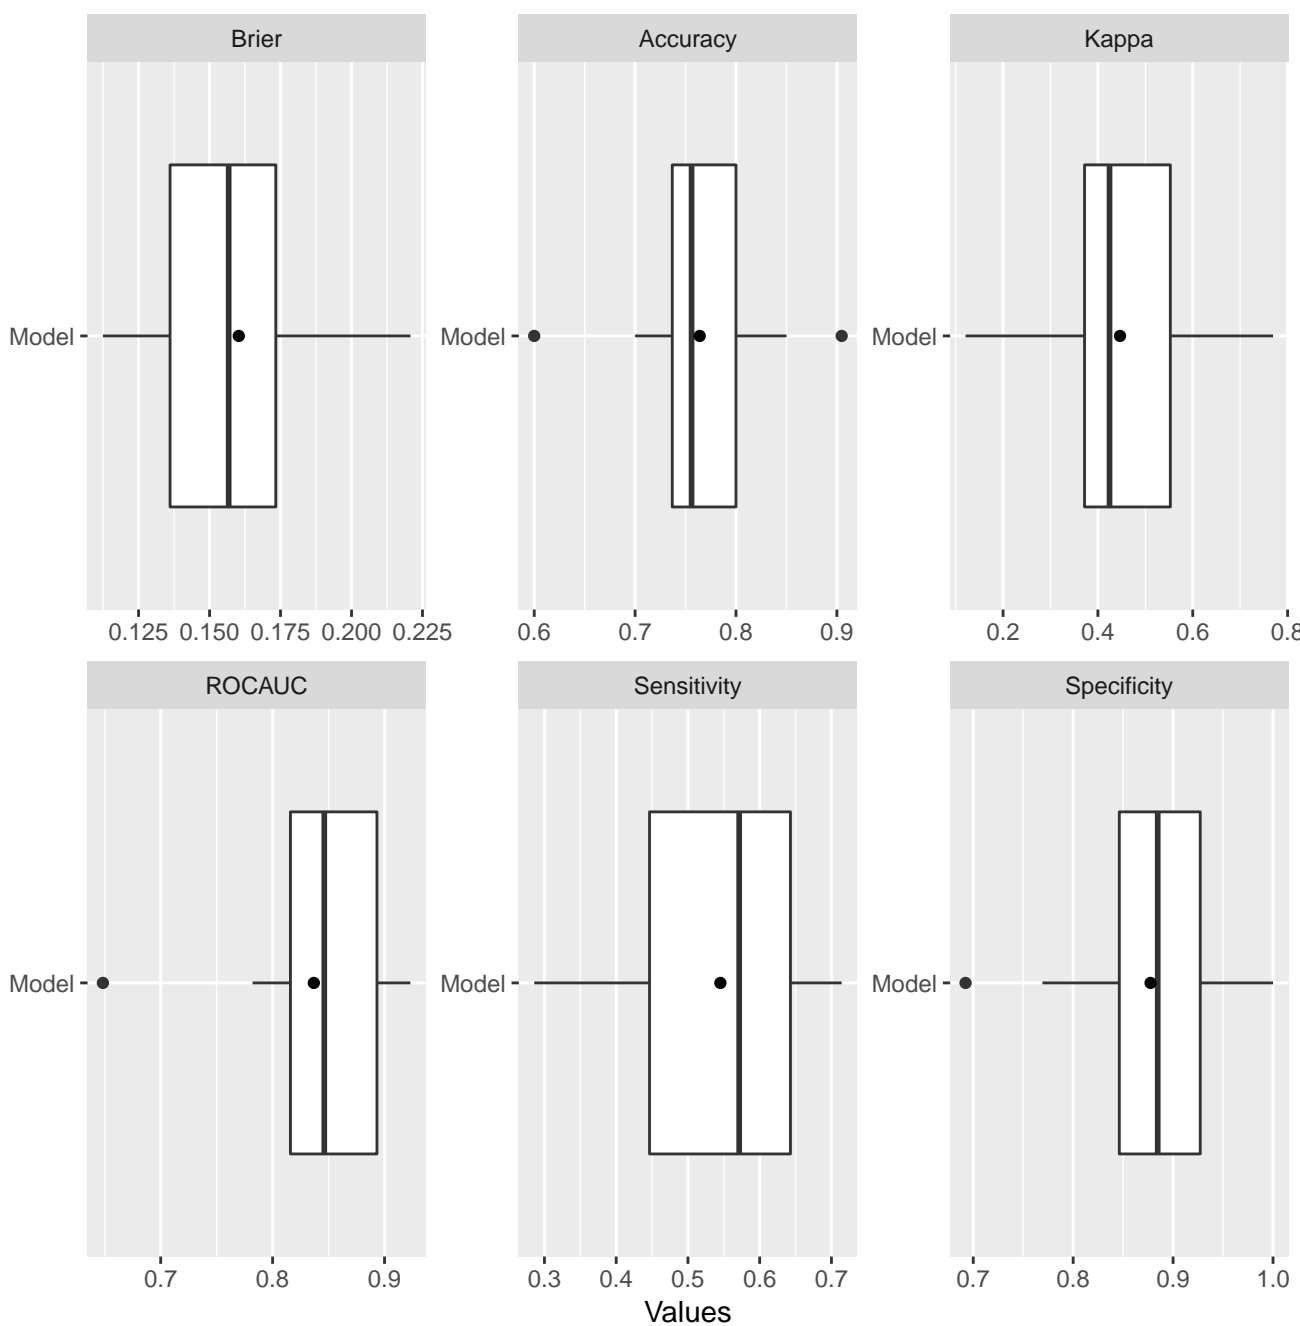 Brier Accuracy Kappa
Model Model Model
0.125 0.150 0.175 0.200 0.225 0.6 0.7 0.8 0.9 0.2 0.4 0.6 0.8
ROCAUC Sensitivity Specificity
Model Model Model
0.7 0.8 0.9 0.3 0.4 0.5 0.6 0.7 0.7 0.8 0.9 1.0
Values